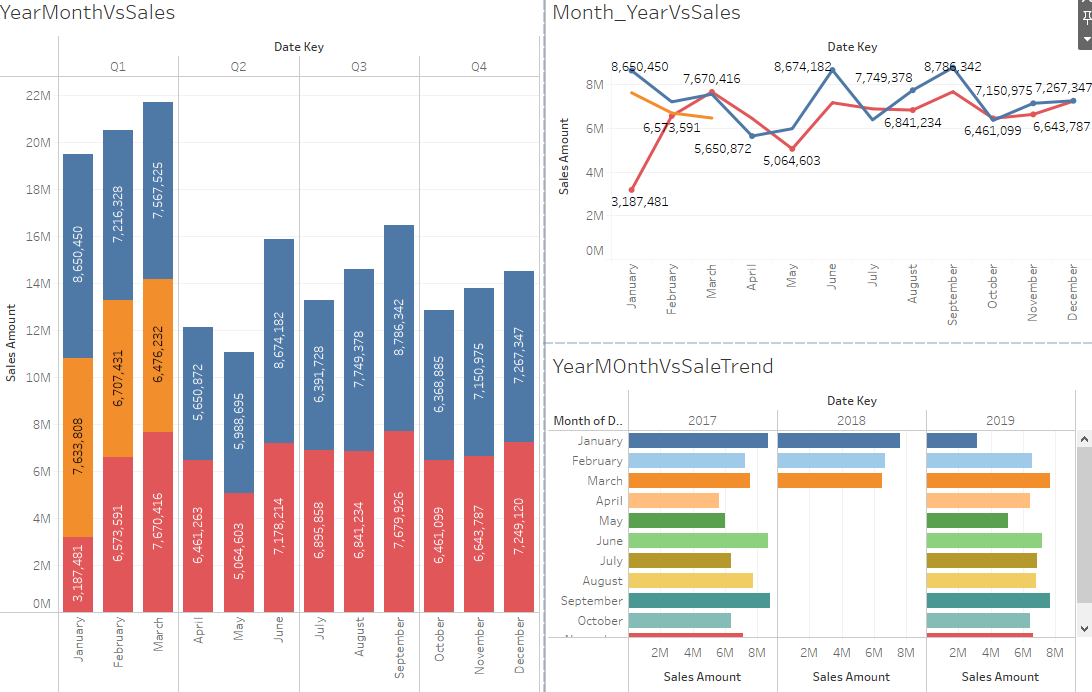 YearMonthVsSales
Date Key
Q1 Q2 Q3 Q4
22M
20M
18M
16M
14M
12M
10M
8M
6M
4M
2M
0M
Sales Amount
8,650,450
7,633,808
3,187,481
7,216,328
6,707,431
6,573,591
7,567,525
6,476,232
7,670,416
5,650,872
6,461,263
5,988,695
5,064,603
8,674,182
7,178,214
6,391,728
6,895,858
7,749,378
6,841,234
8,786,342
7,679,926
6,368,885
6,461,099
7,150,975
6,643,787
7,267,347
7,249,120
January
February
March
April
May
June
July
August
September
October
November
December
Month_YearVsSales
Date Key
8M
6M
4M
2M
0M
Sales Amount
8,650,450
7,670,416
8,674,182
7,749,378
8,786,342
7,150,975
7,267,347
6,573,591
5,650,872
5,064,603
6,841,234
6,461,099
6,643,787
3,187,481
January
February
March
April
May
June
July
August
September
October
November
December
YearMOnthVsSaleTrend
Date Key
Month of D.. 2017 2018 2019
January
February
March
April
May
June
July
August
September
October
2M 4M 6M 8M 2M 4M 6M 8M 2M 4M 6M 8M
Sales Amount Sales Amount Sales Amount